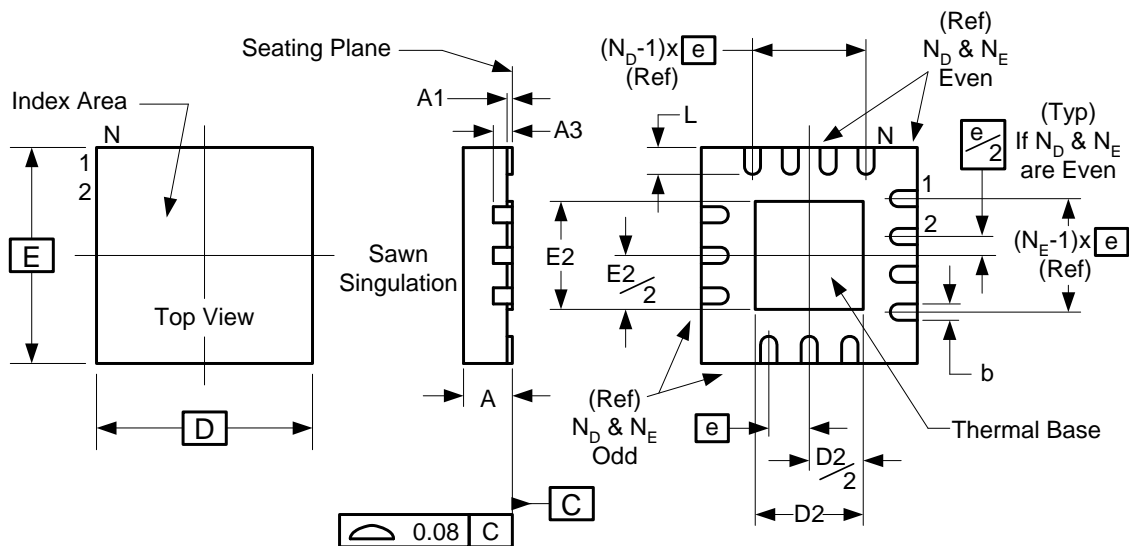 Seating Plane
Index Area
N
1
2
E
Top View
D
A1
A3
Sawn
Singulation
A
C
0.08 C
(N_D-1)x e
(Ref)
(Ref)
N_D & N_E
Even
L
N
e/2
(Typ)
If N_D & N_E
are Even
1
2
(N_E-1)x e
(Ref)
E2
E2/2
b
(Ref)
N_D & N_E
Odd
e
Thermal Base
D2/2
D2